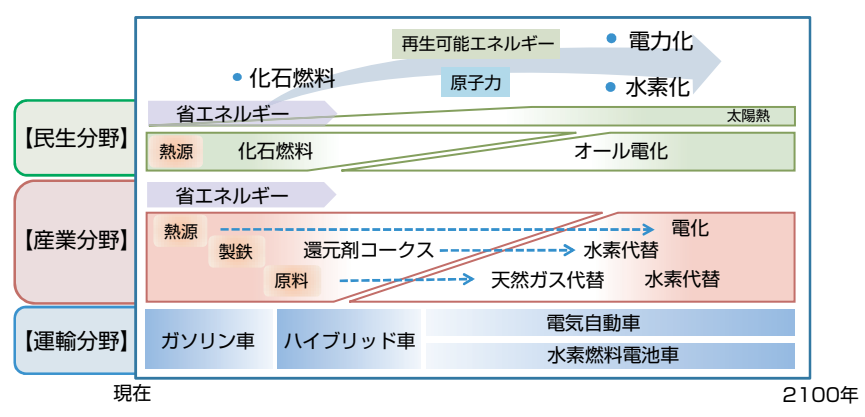 再生可能エネルギー
• 電力化
• 化石燃料
原子力
• 水素化
【民生分野】
省エネルギー
太陽熱
熱源 化石燃料 オール電化
【産業分野】
省エネルギー
熱源 電化
製鉄 還元剤コークス 水素代替
原料 天然ガス代替 水素代替
【運輸分野】
ガソリン車 ハイブリッド車
電気自動車
水素燃料電池車
現在 2100年